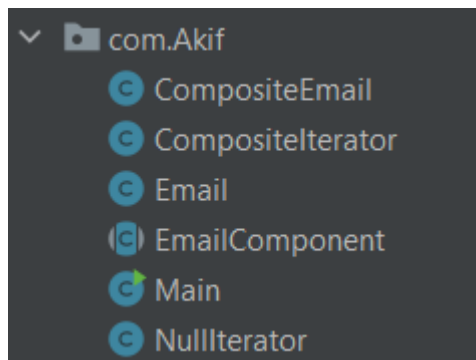 com.Akif
CompositeEmail
CompositeIterator
Email
EmailComponent
Main
NullIterator